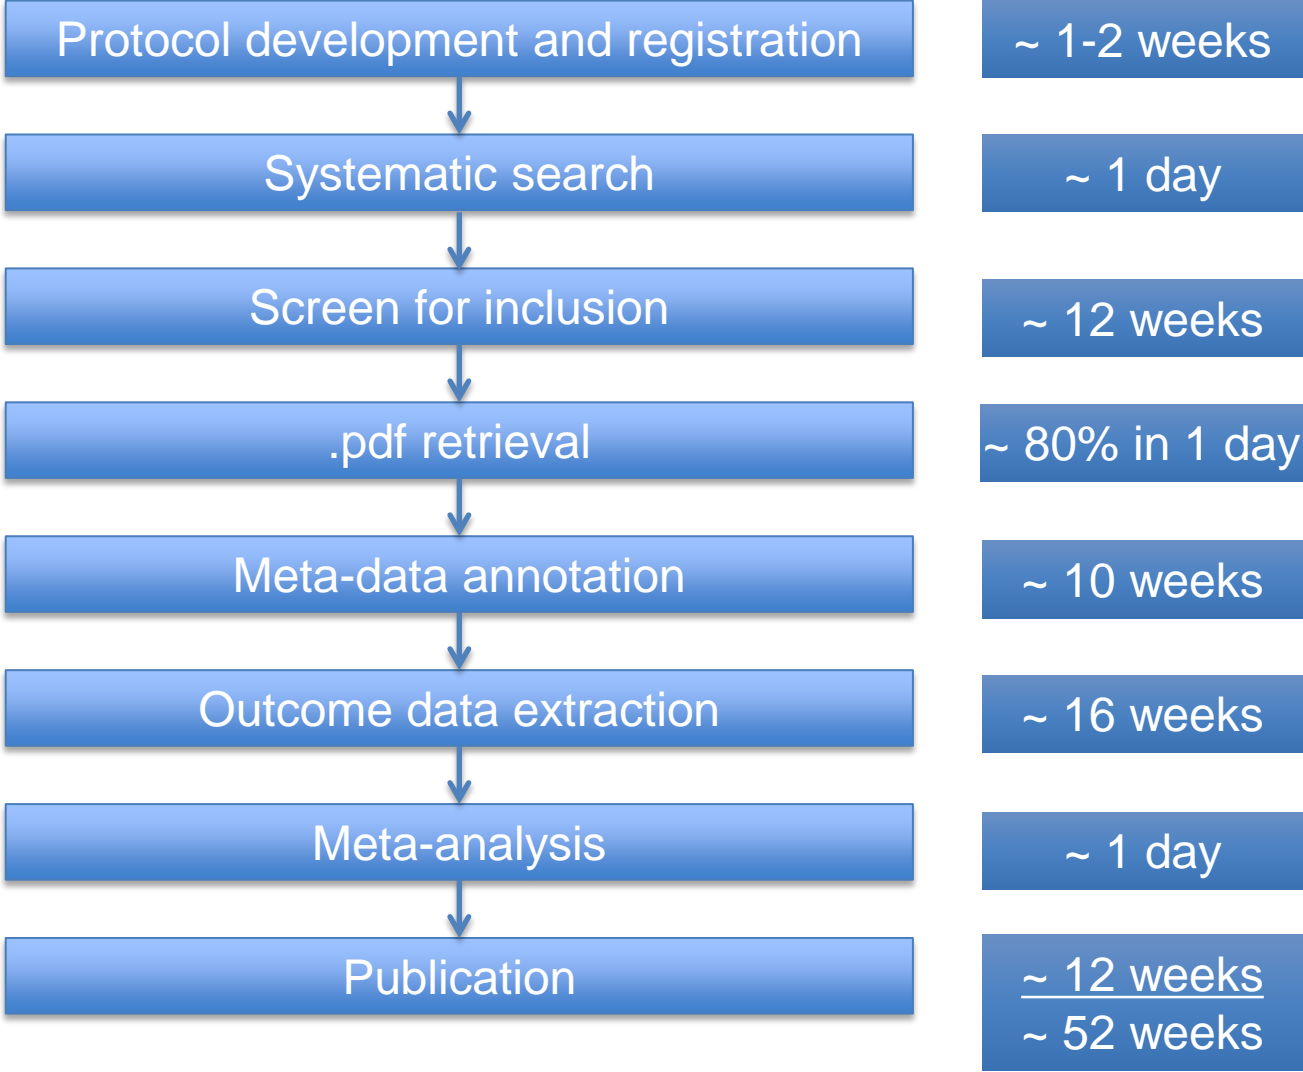 Protocol development and registration
~ 1-2 weeks
Systematic search
~ 1 day
Screen for inclusion
~ 12 weeks
.pdf retrieval
~ 80% in 1 day
Meta-data annotation
~ 10 weeks
Outcome data extraction
~ 16 weeks
Meta-analysis
~ 1 day
Publication
~ 12 weeks
~ 52 weeks